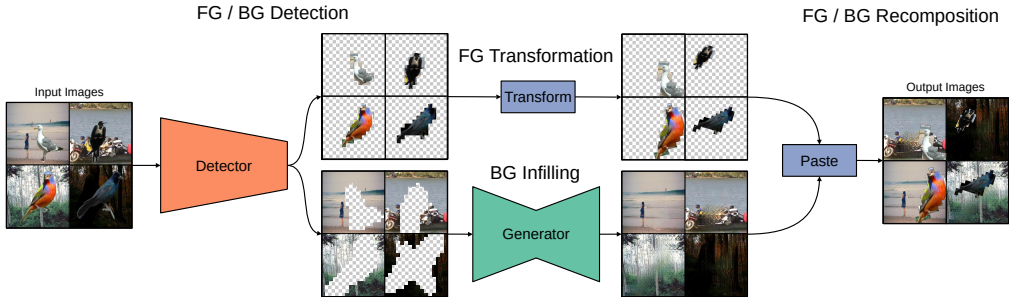 FG / BG Detection
FG / BG Recomposition
FG Transformation
Input Images
Output Images
Transform
Detector
Paste
BG Infilling
Generator